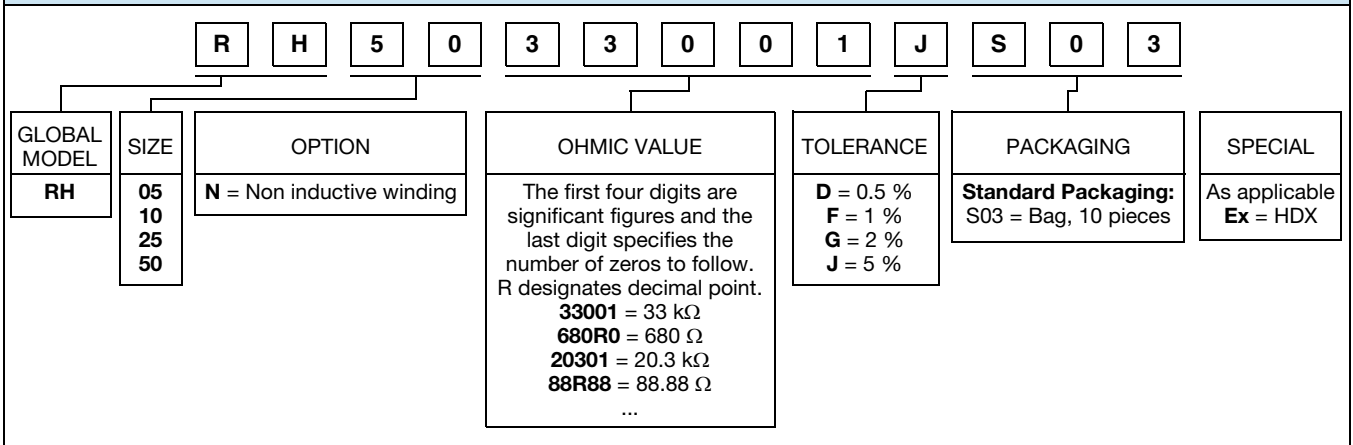 R H 5 0 3 3 0 0 1 J S 0 3
GLOBAL
MODEL
RH
SIZE
05
10
25
50
OPTION
N = Non inductive winding
OHMIC VALUE
The first four digits are
significant figures and the
last digit specifies the
number of zeros to follow.
R designates decimal point.
33001 = 33 kΩ
680R0 = 680 Ω
20301 = 20.3 kΩ
88R88 = 88.88 Ω
...
TOLERANCE
D = 0.5 %
F = 1 %
G = 2 %
J = 5 %
PACKAGING
Standard Packaging:
S03 = Bag, 10 pieces
SPECIAL
As applicable
Ex = HDX